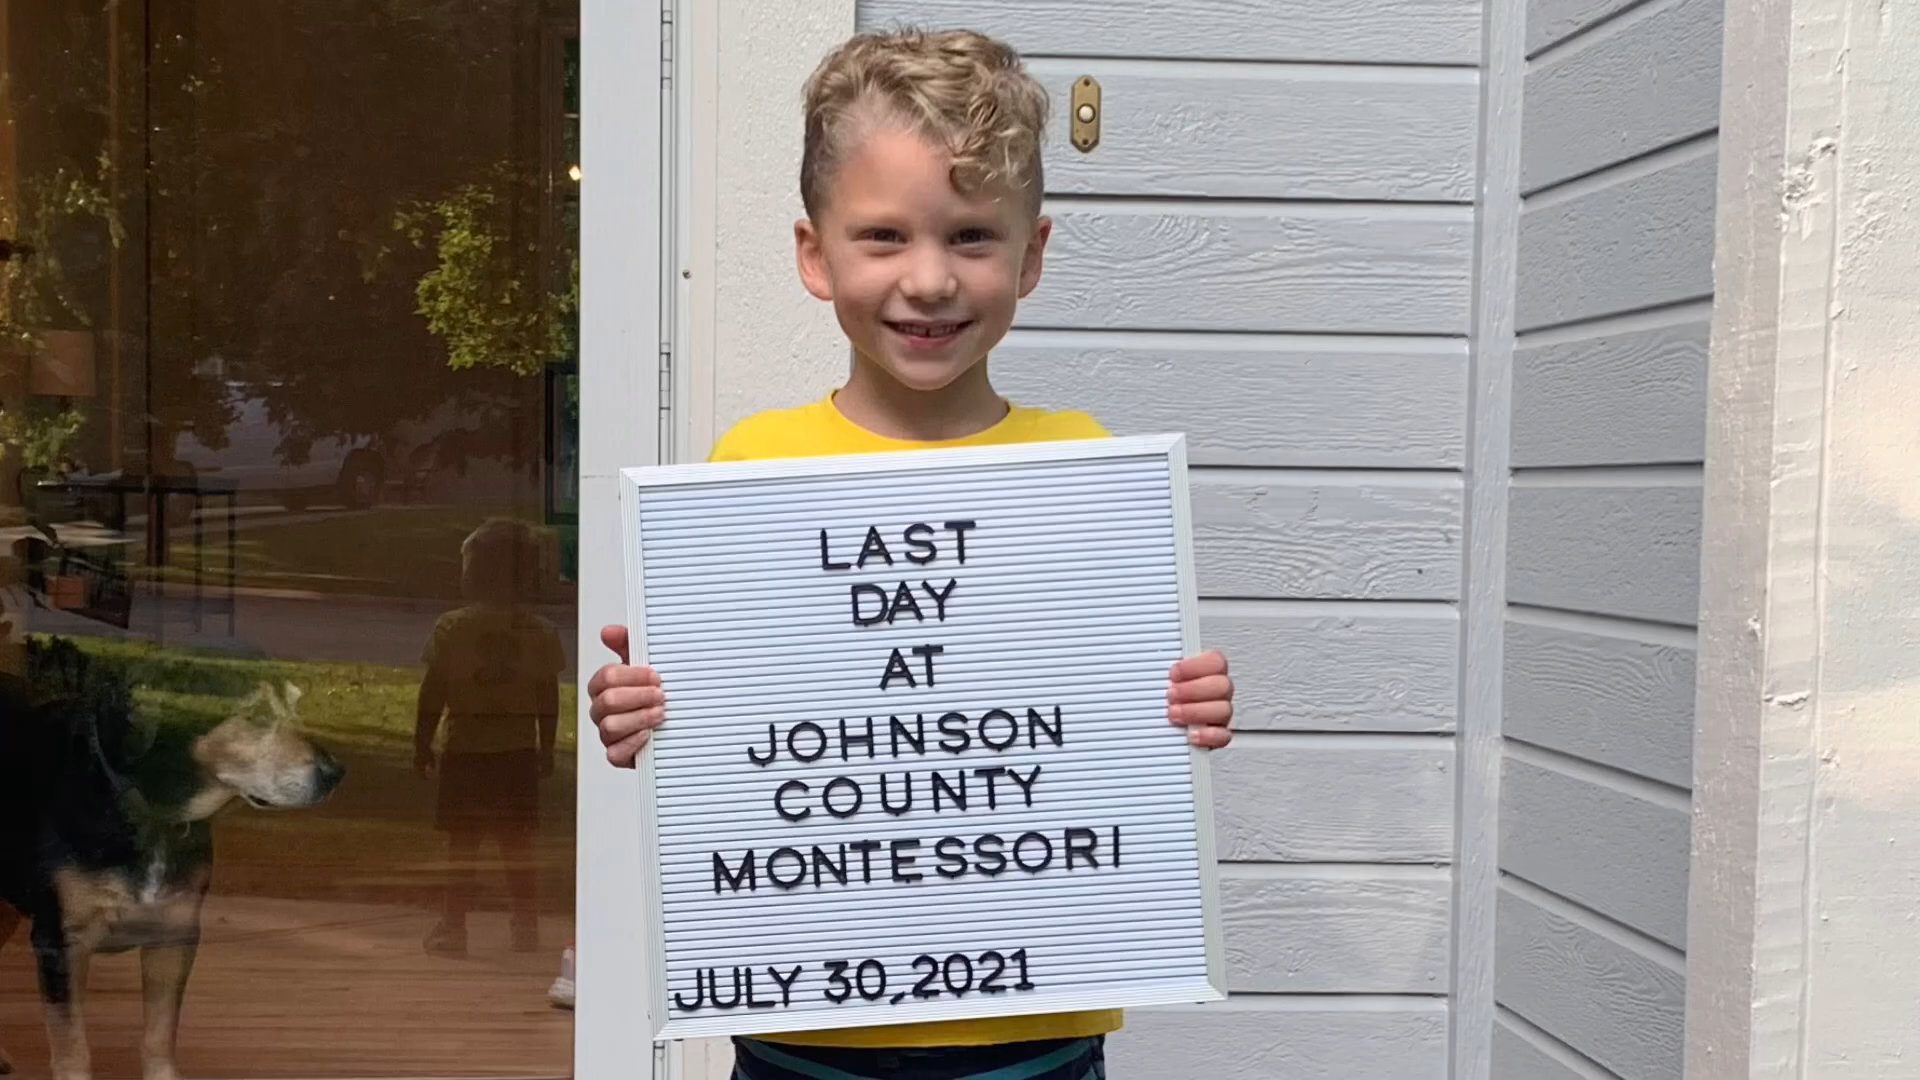 LAST
DAY
AT
JOHNSON
COUNTY
MONTESSORI
JULY 30,2021